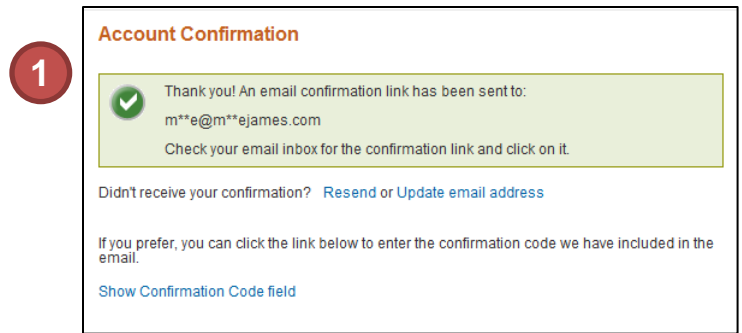 Account Confirmation
1
Thank you! An email confirmation link has been sent to:
m**e@m**ejames.com
Check your email inbox for the confirmation link and click on it.
Didn't receive your confirmation? Resend or Update email address
If you prefer, you can click the link below to enter the confirmation code we have included in the
email.
Show Confirmation Code field